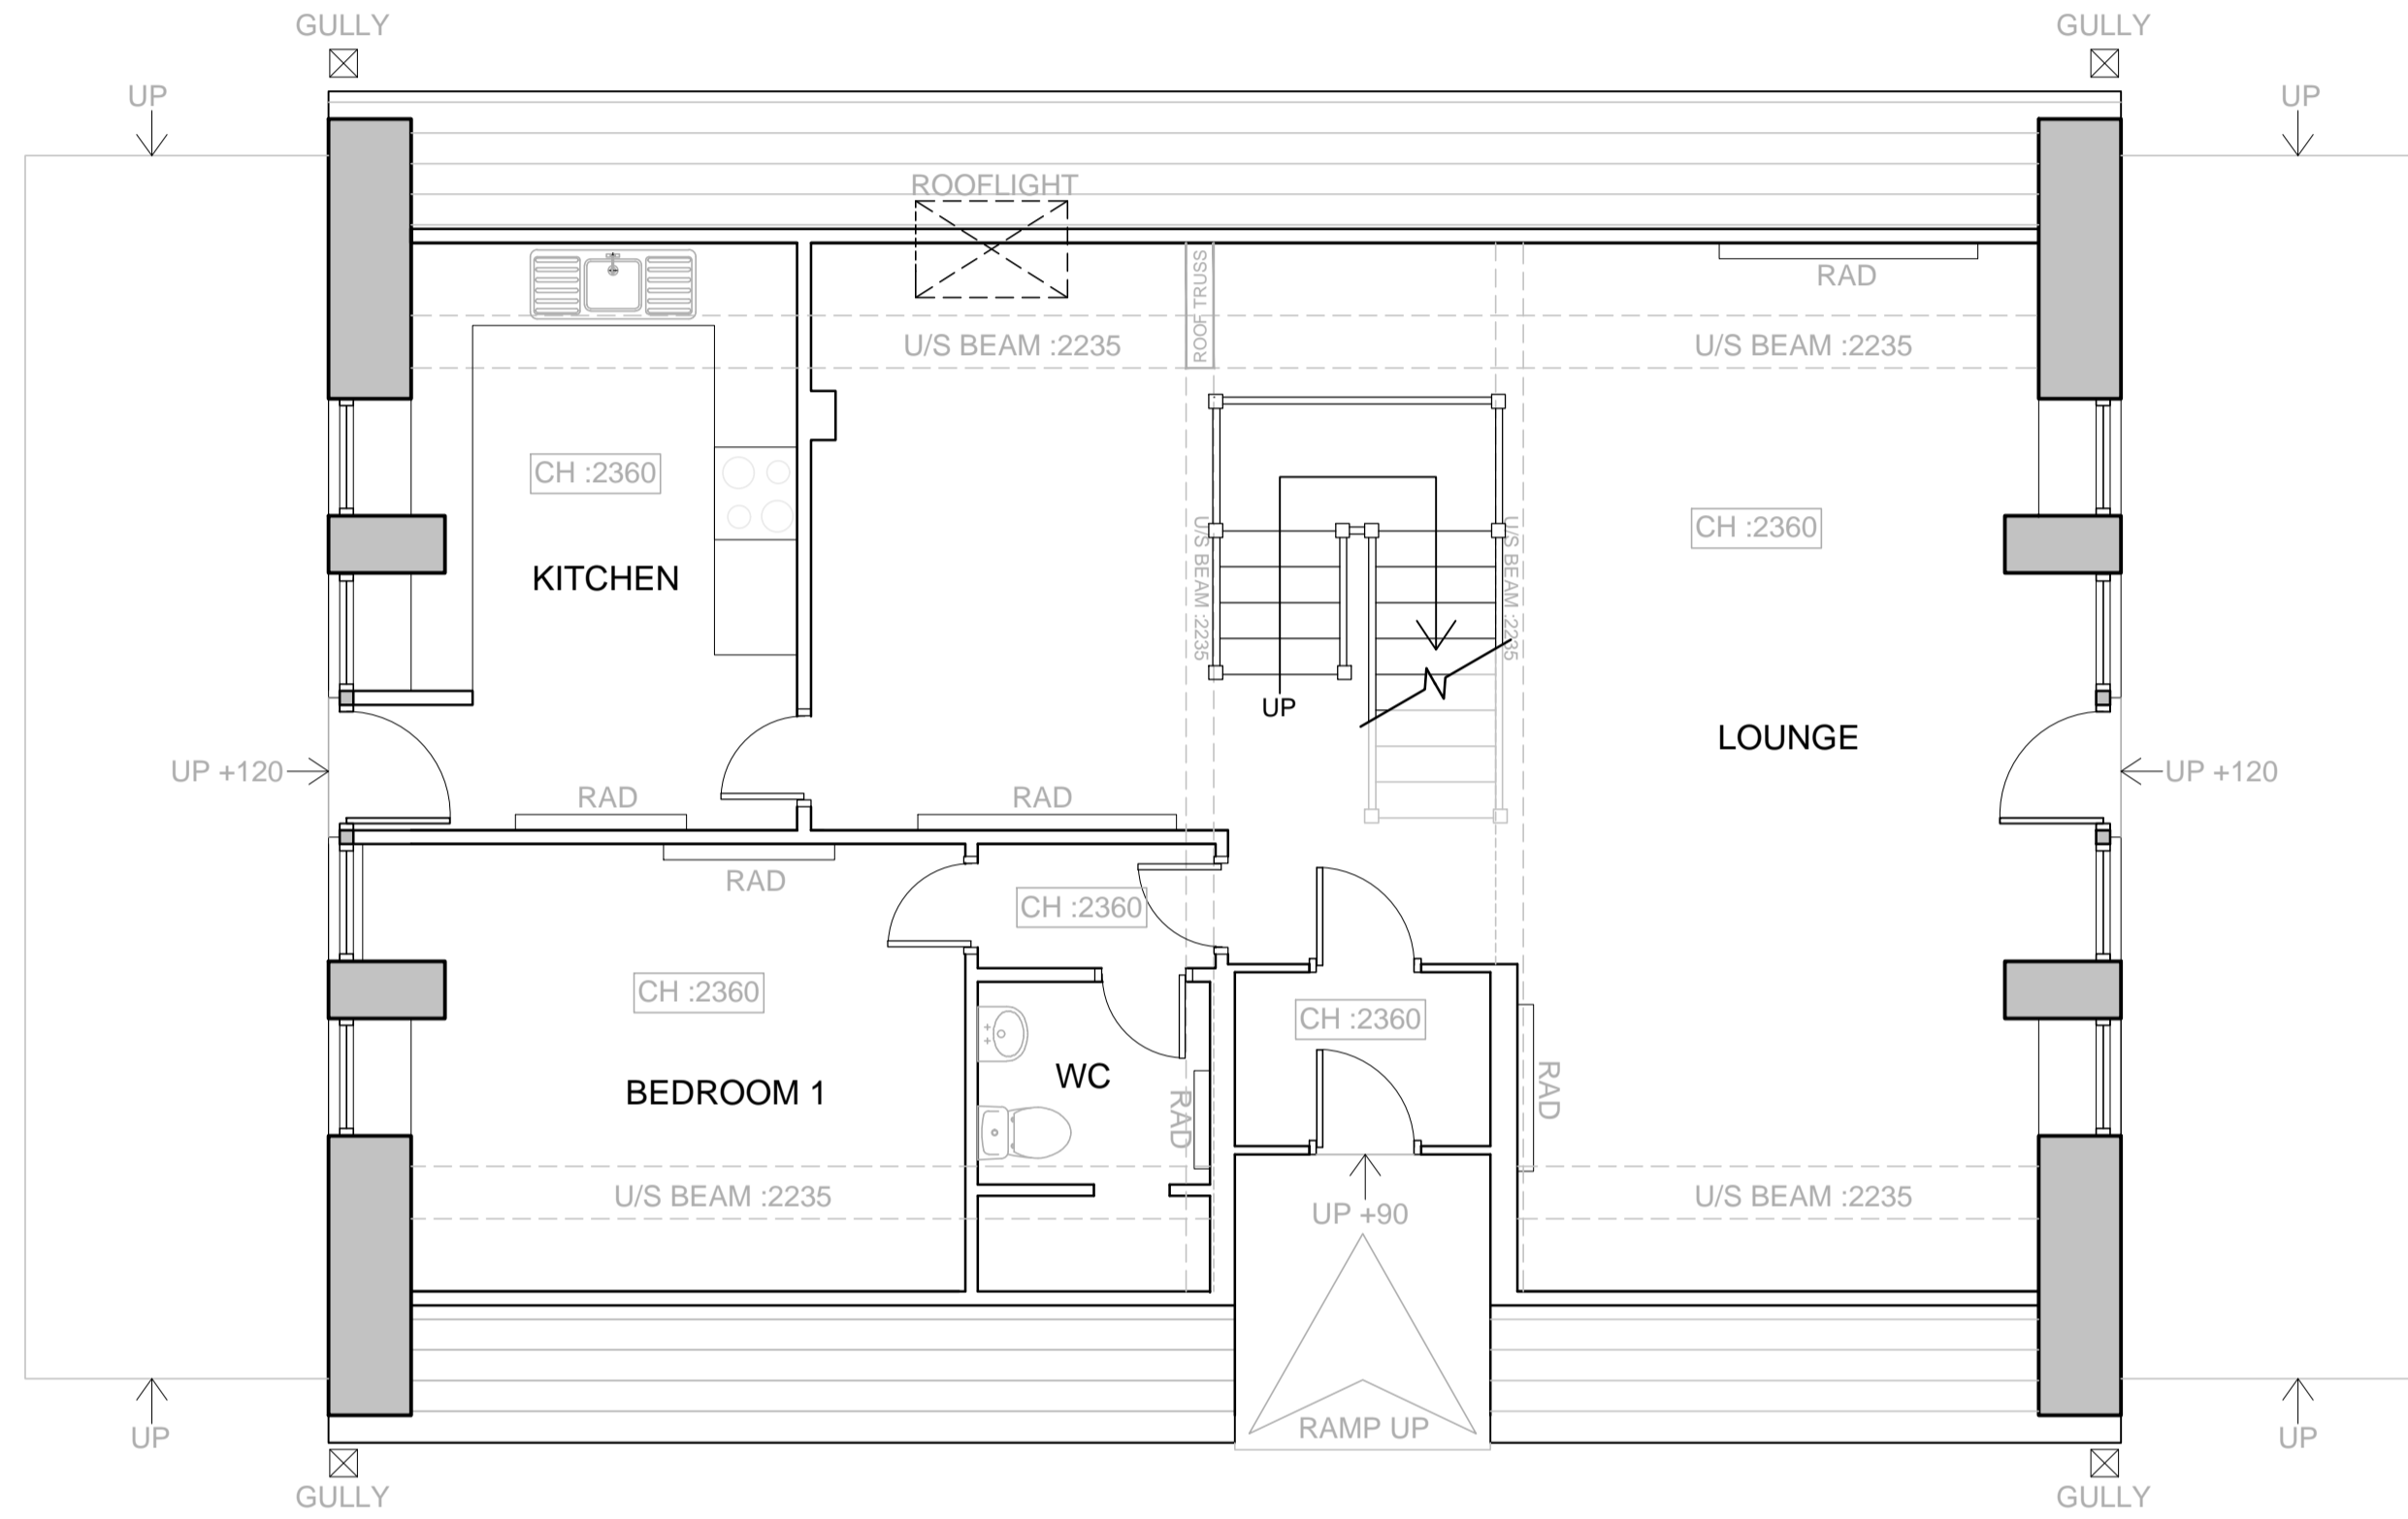 GULLY
GULLY
UP
UP
ROOFLIGHT
ROOF TRUSS
RAD
U/S BEAM :2235
U/S BEAM :2235
CH :2360
CH :2360
U/S BEAM :2235
U/S BEAM :2235
KITCHEN
UP
LOUNGE
UP +120
UP +120
RAD
RAD
RAD
CH :2360
CH :2360
CH :2360
WC
BEDROOM 1
RAD
RAD
U/S BEAM :2235
U/S BEAM :2235
UP +90
RAMP UP
UP
UP
GULLY
GULLY